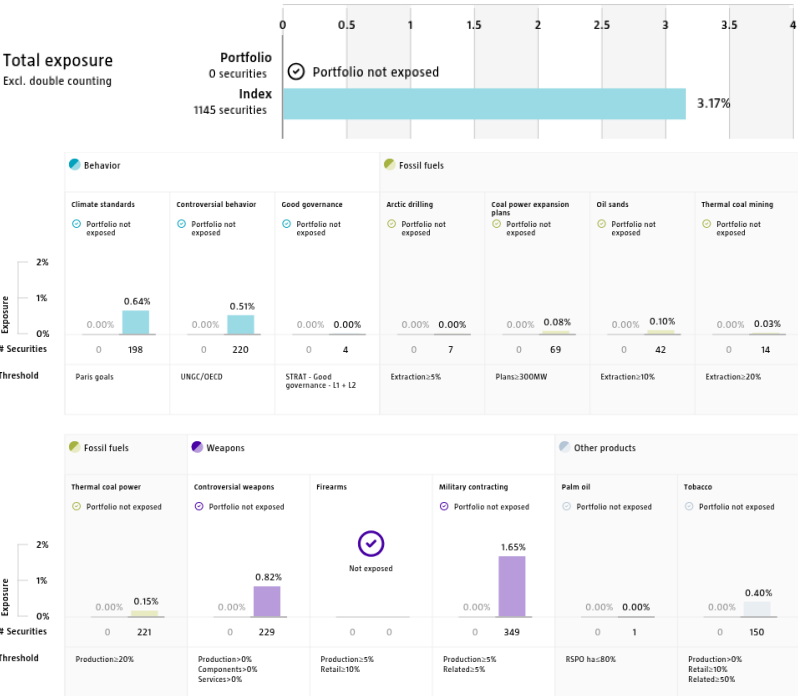 0 0.5 1 1.5 2 2.5 3 3.5 4
Total exposure
Excl. double counting
Portfolio
0 securities
Portfolio not exposed
Index
1145 securities
3.17%
Behavior
Fossil fuels
Climate standards
Controversial behavior
Good governance
Arctic drilling
Coal power expansion
plans
Oil sands
Thermal coal mining
Portfolio not
exposed
Portfolio not
exposed
Portfolio not
exposed
Portfolio not
exposed
Portfolio not
exposed
Portfolio not
exposed
Portfolio not
exposed
Exposure
2%
1%
0%
0.00% 0.64%
0.00% 0.51%
0.00% 0.00%
0.00% 0.00%
0.00% 0.08%
0.00% 0.10%
0.00% 0.03%
# Securities
0 198
0 220
0 4
0 7
0 69
0 42
0 14
Threshold
Paris goals
UNGC/OECD
STRAT - Good
governance - L1 + L2
Extraction≥5%
Plans≥300MW
Extraction≥10%
Extraction≥20%
Fossil fuels
Weapons
Other products
Thermal coal power
Controversial weapons
Firearms
Military contracting
Palm oil
Tobacco
Portfolio not exposed
Portfolio not exposed
Not exposed
Portfolio not exposed
Portfolio not exposed
Portfolio not exposed
Exposure
2%
1%
0%
0.00% 0.15%
0.00% 0.82%
0.00% 1.65%
0.00% 0.00%
0.00% 0.40%
# Securities
0 221
0 229
0 0
0 349
0 1
0 150
Threshold
Production≥20%
Production>0%
Components>0%
Services>0%
Production≥5%
Retail≥10%
Production≥5%
Related≥5%
RSPO ha≤80%
Production>0%
Retail≥10%
Related≥50%